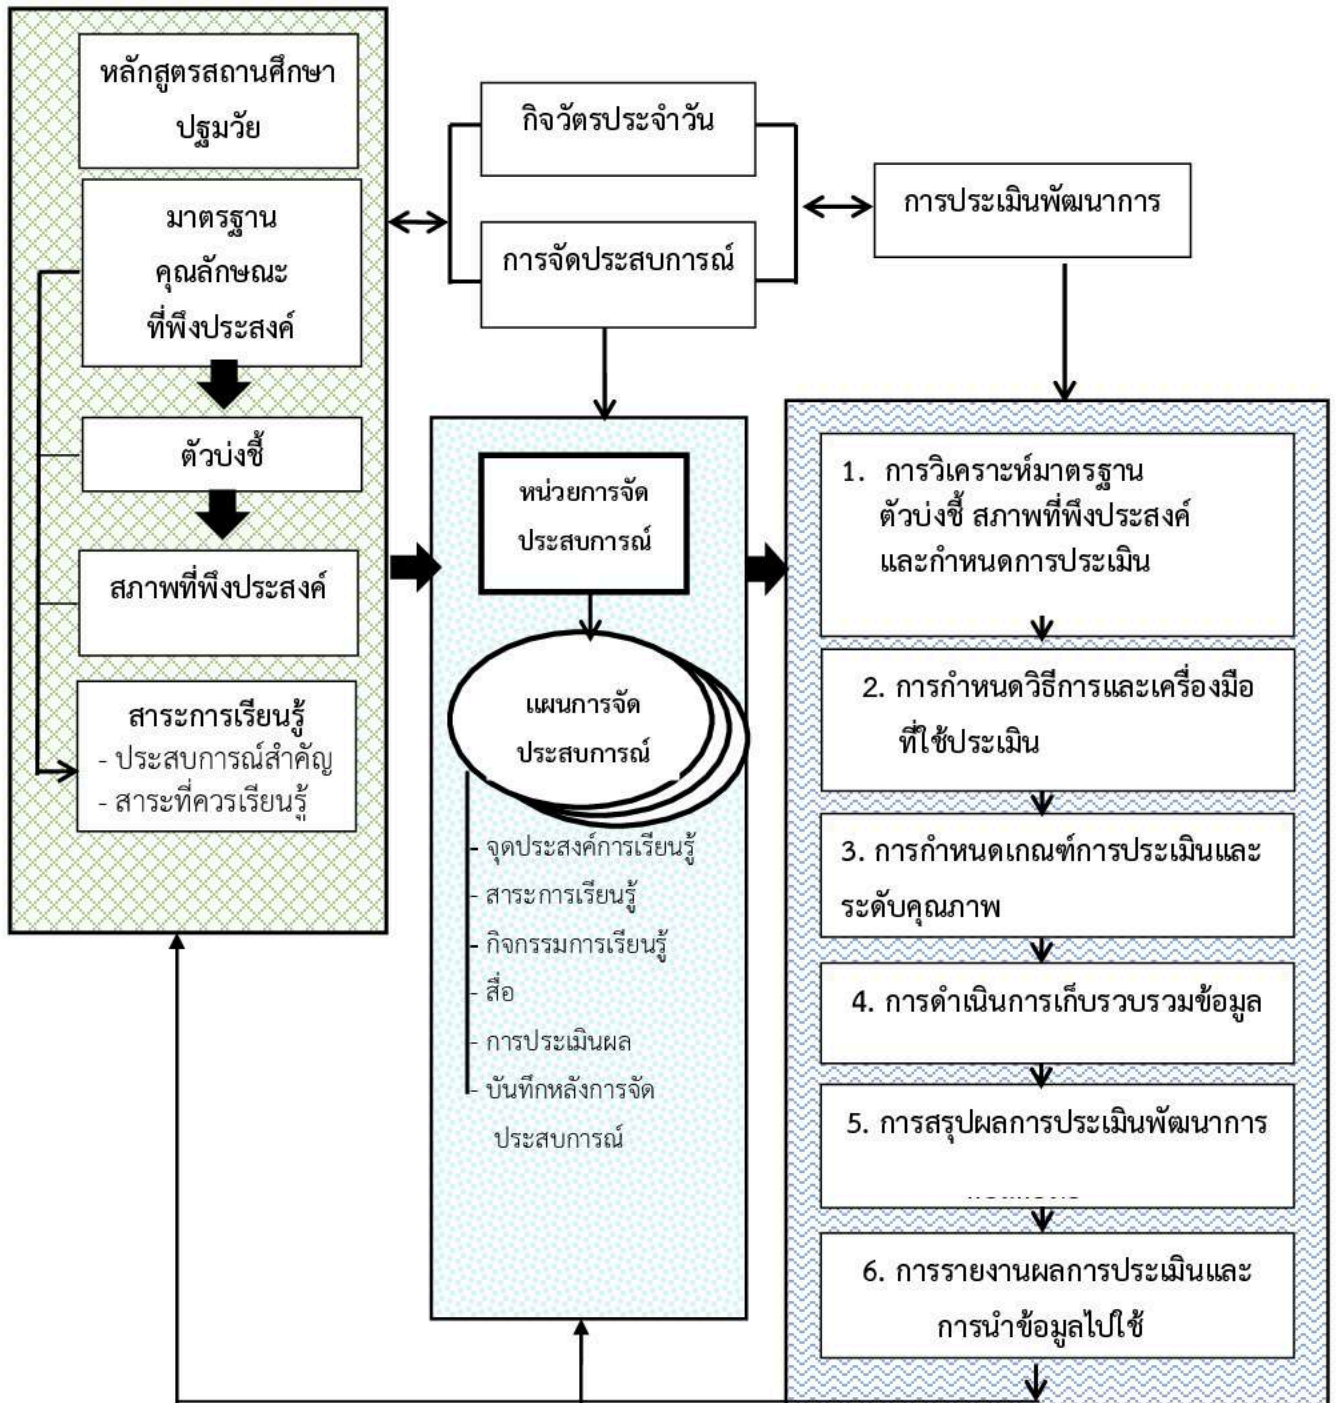 หลักสูตรสถานศึกษา
ปฐมวัย
มาตรฐาน
คุณลักษณะ
ที่พึงประสงค์
ตัวบ่งชี้
สภาพที่พึงประสงค์
สาระการเรียนรู้
- ประสบการณ์สำคัญ
- สาระที่ควรเรียนรู้
กิจวัตรประจำวัน
การจัดประสบการณ์
การประเมินพัฒนาการ
หน่วยการจัด
ประสบการณ์
แผนการจัด
ประสบการณ์
- จุดประสงค์การเรียนรู้
- สาระการเรียนรู้
- กิจกรรมการเรียนรู้
- สื่อ
- การประเมินผล
- บันทึกหลังการจัด
ประสบการณ์
1. การวิเคราะห์มาตรฐาน
ตัวบ่งชี้ สภาพที่พึงประสงค์
และกำหนดการประเมิน
2. การกำหนดวิธีการและเครื่องมือ
ที่ใช้ประเมิน
3. การกำหนดเกณฑ์การประเมินและ
ระดับคุณภาพ
4. การดำเนินการเก็บรวบรวมข้อมูล
5. การสรุปผลการประเมินพัฒนาการ
6. การรายงานผลการประเมินและ
การนำข้อมูลไปใช้